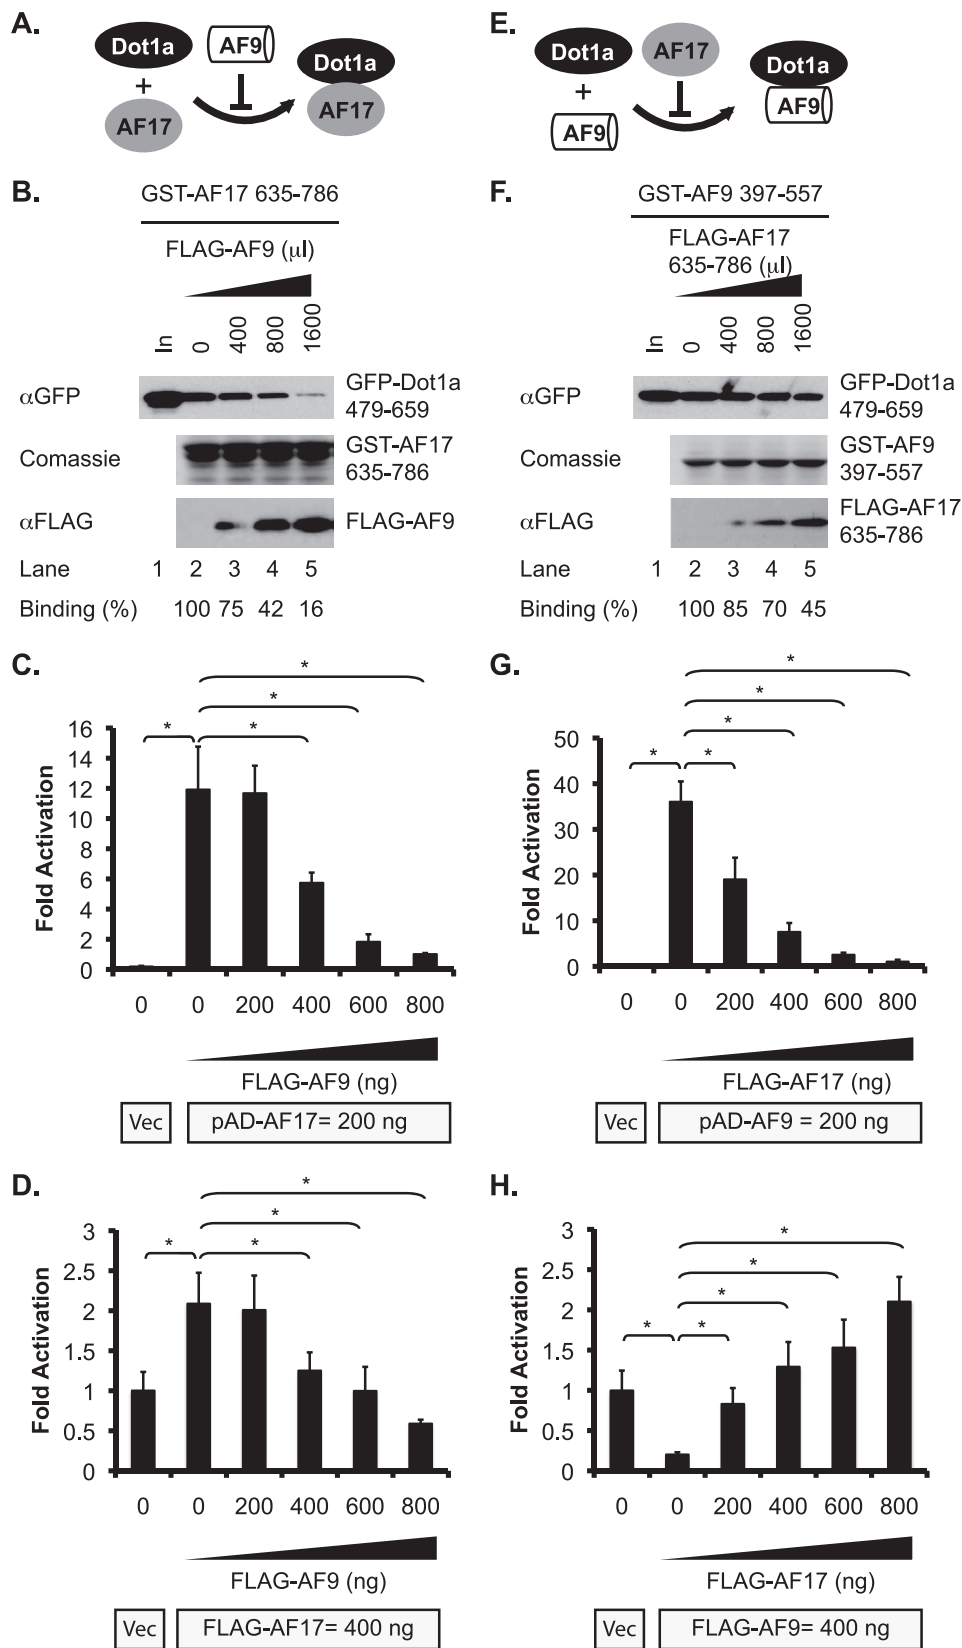 A.
Dot1a
AF9
+
AF17
Dot1a
AF17
B.
GST-AF17 635-786
FLAG-AF9 (µl)
In 0 400 800 1600
αGFP
GFP-Dot1a
479-659
Comassie
GST-AF17
635-786
αFLAG
FLAG-AF9
Lane 1 2 3 4 5
Binding (%) 100 75 42 16
C.
* * * *
Fold Activation
16
14
12
10
8
6
4
2
0
0 0 200 400 600 800
FLAG-AF9 (ng)
Vec pAD-AF17= 200 ng
D.
* * * *
Fold Activation
3
2.5
2
1.5
1
0.5
0
0 0 200 400 600 800
FLAG-AF9 (ng)
Vec FLAG-AF17= 400 ng
E.
Dot1a
AF17
+
AF9
Dot1a
AF9
F.
GST-AF9 397-557
FLAG-AF17
635-786 (µl)
In 0 400 800 1600
αGFP
GFP-Dot1a
479-659
Comassie
GST-AF9
397-557
αFLAG
FLAG-AF17
635-786
Lane 1 2 3 4 5
Binding (%) 100 85 70 45
G.
* * * * *
Fold Activation
50
40
30
20
10
0
0 0 200 400 600 800
FLAG-AF17 (ng)
Vec pAD-AF9 = 200 ng
H.
* * * * *
Fold Activation
3
2.5
2
1.5
1
0.5
0
0 0 200 400 600 800
FLAG-AF17 (ng)
Vec FLAG-AF9= 400 ng